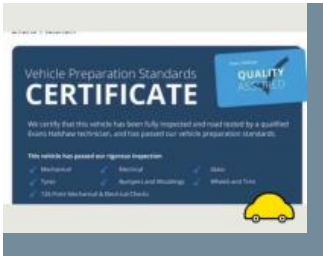 Vehicle Preparation Standards
CERTIFICATE
QUALITY
ASSURED
We certify that this vehicle has been fully inspected and road tested by a qualified
Evans Halshaw technician, and has passed our vehicle preparation standards.
This vehicle has passed our rigorous inspection
Mechanical
Electrical
Glass
Tyres
Bumpers and Mouldings
Wheels and Trim
Mechanical & Electrical Checks